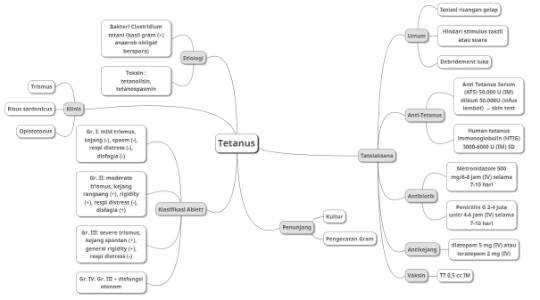 Tetanus
Etiologi
Bakteri Clostridium
tetani (basil gram (+)
anaerob obligat
berspora)
Toksin :
tetanolisin,
tetanospasmin
Klinis
Trismus
Risus sardonicus
Opistotonus
Klasifikasi Ablett
Gr. I: mild trismus,
kejang (-), spasm (-),
respi distress (-),
disfagia (-)
Gr. II: moderate
trismus, kejang
rangsang (+), rigidity
(+), respi distress (-),
disfagia (+)
Gr. III: severe trismus,
kejang spontan (+),
general rigidity (+),
respi distress (-)
Gr. IV: Gr. III + disfungsi
otonom
Penunjang
Kultur
Pengecatan Gram
Tatalaksana
Umum
Isolasi ruangan gelap
Hindari stimulus taktil
atau suara
Debridement luka
Anti-Tetanus
Anti Tetanus Serum
(ATS) 50.000 U (IM)
diikuti 50.000U (infus
lambat) → skin test
Human tetanus
immunoglobulin (HTIG)
3000-6000 U (IM) SD
Antibiotik
Metronidazole 500
mg/6-8 jam (IV) selama
7-10 hari
Penicilin 0.2-4 juta
unit/ 4-6 jam (IV) selama
7-10 hari
Antikejang
diazepam 5 mg (IV) atau
lorazepam 2 mg (IV)
Vaksin
TT 0,5 cc IM